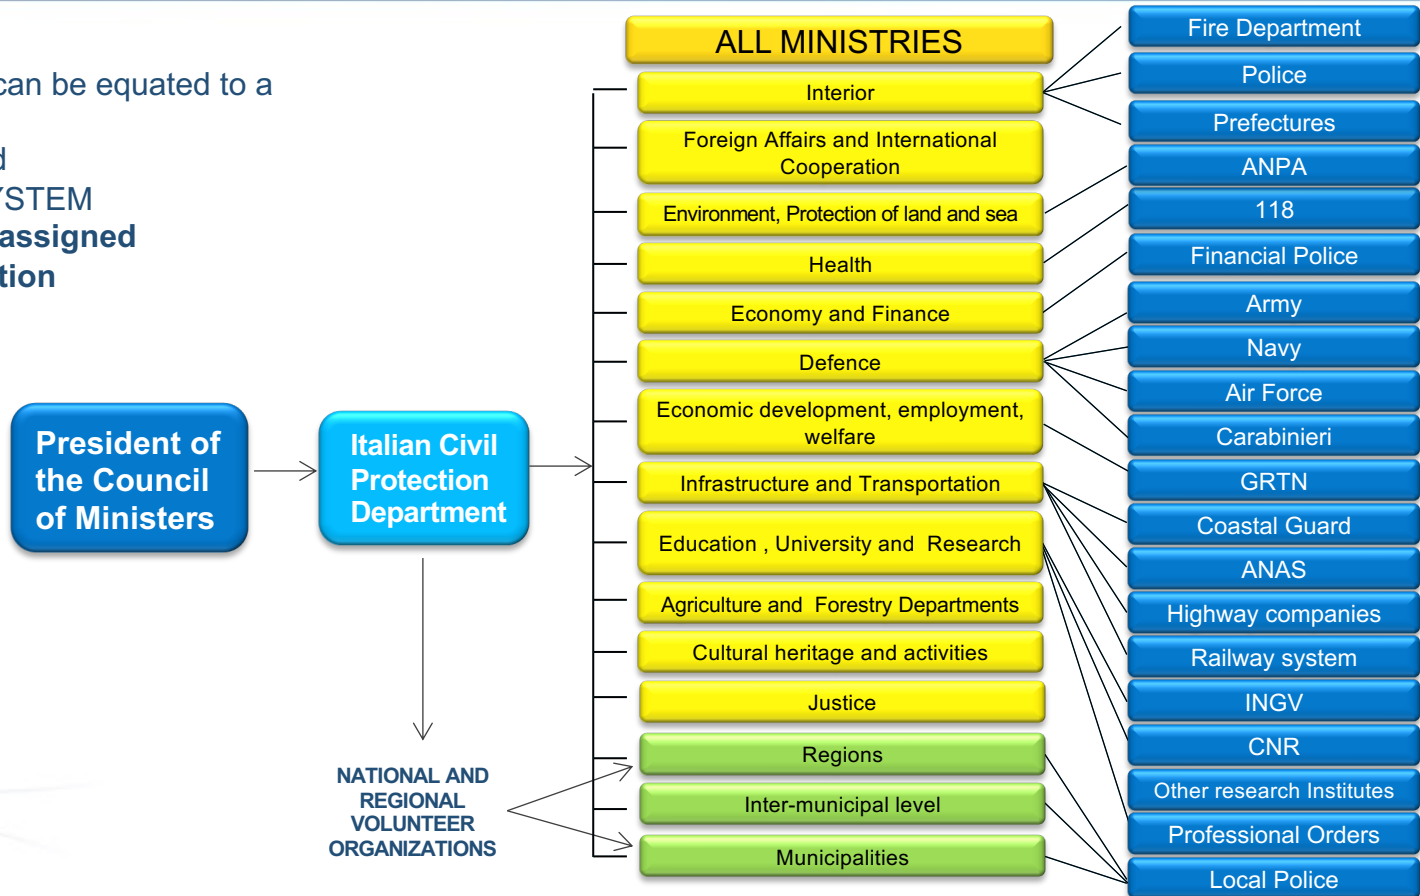 can be equated to a
YSTEM
assigned
President of
the Council
of Ministers
Italian Civil
Protection
Department
NATIONAL AND
REGIONAL
VOLUNTEER
ORGANIZATIONS
ALL MINISTRIES
Interior
Foreign Affairs and International
Cooperation
Environment, Protection of land and sea
Health
Economy and Finance
Defence
Economic development, employment,
welfare
Infrastructure and Transportation
Education , University and Research
Agriculture and Forestry Departments
Cultural heritage and activities
Justice
Regions
Inter-municipal level
Municipalities
Fire Department
Police
Prefectures
ANPA
118
Financial Police
Army
Navy
Air Force
Carabinieri
GRTN
Coastal Guard
ANAS
Highway companies
Railway system
INGV
CNR
Other research Institutes
Professional Orders
Local Police